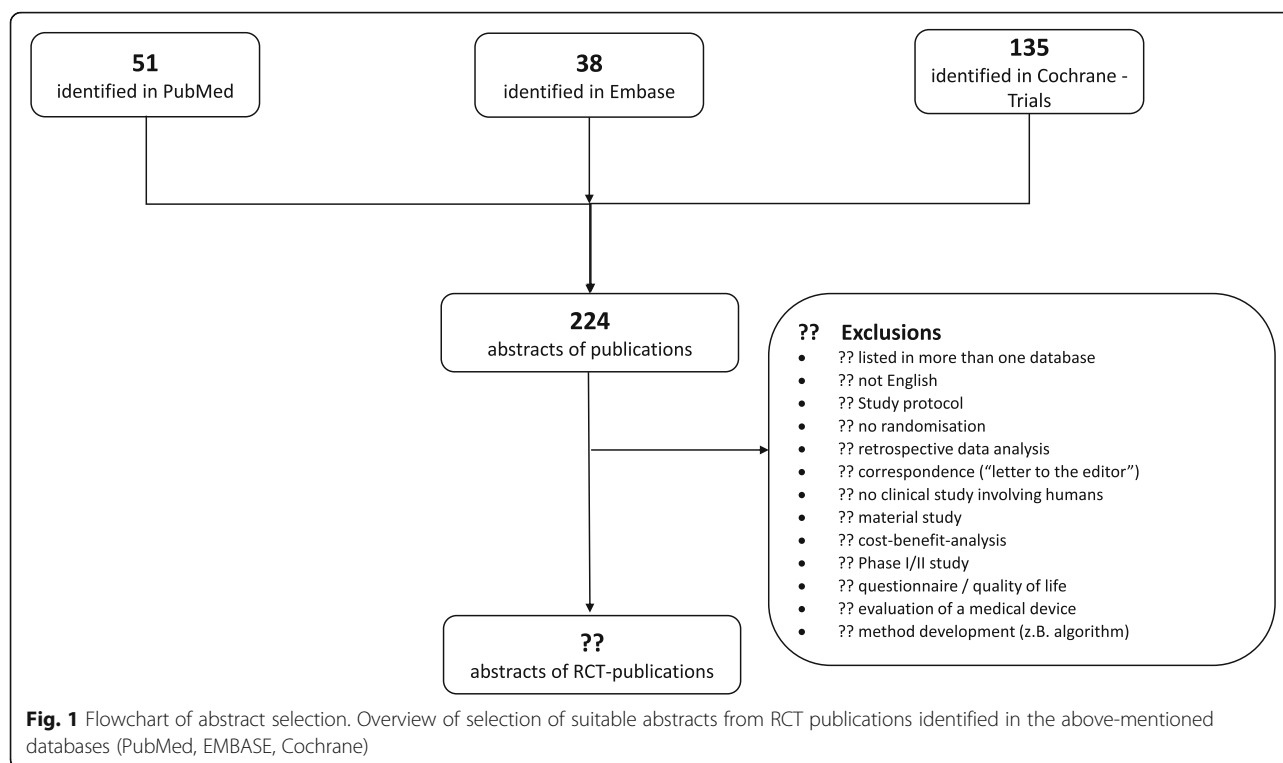 51
identified in PubMed
38
identified in Embase
135
identified in Cochrane -
Trials
224
abstracts of publications
?? Exclusions
• ?? listed in more than one database
• ?? not English
• ?? Study protocol
• ?? no randomisation
• ?? retrospective data analysis
• ?? correspondence (“letter to the editor”)
• ?? no clinical study involving humans
• ?? material study
• ?? cost-benefit-analysis
• ?? Phase I/II study
• ?? questionnaire / quality of life
• ?? evaluation of a medical device
• ?? method development (z.B. algorithm)
??
abstracts of RCT-publications
Fig. 1 Flowchart of abstract selection. Overview of selection of suitable abstracts from RCT publications identified in the above-mentioned
databases (PubMed, EMBASE, Cochrane)